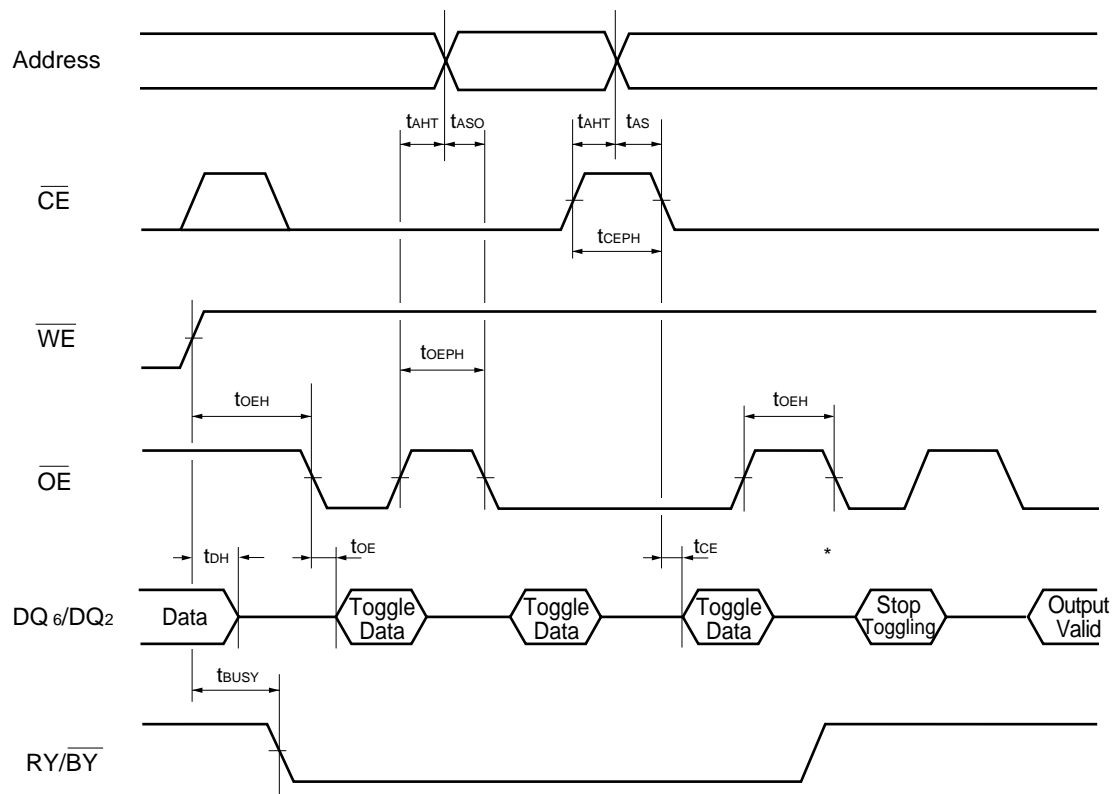 Address
tAHT tASO tAHT tAS
CE
tCEPH
WE
tOEPH
tOEH tOEH
OE
tDH tOE tCE *
DQ6/DQ2 Data Toggle Data Toggle Data Toggle Data Stop Toggling Output Valid
tBUSY
RY/BY